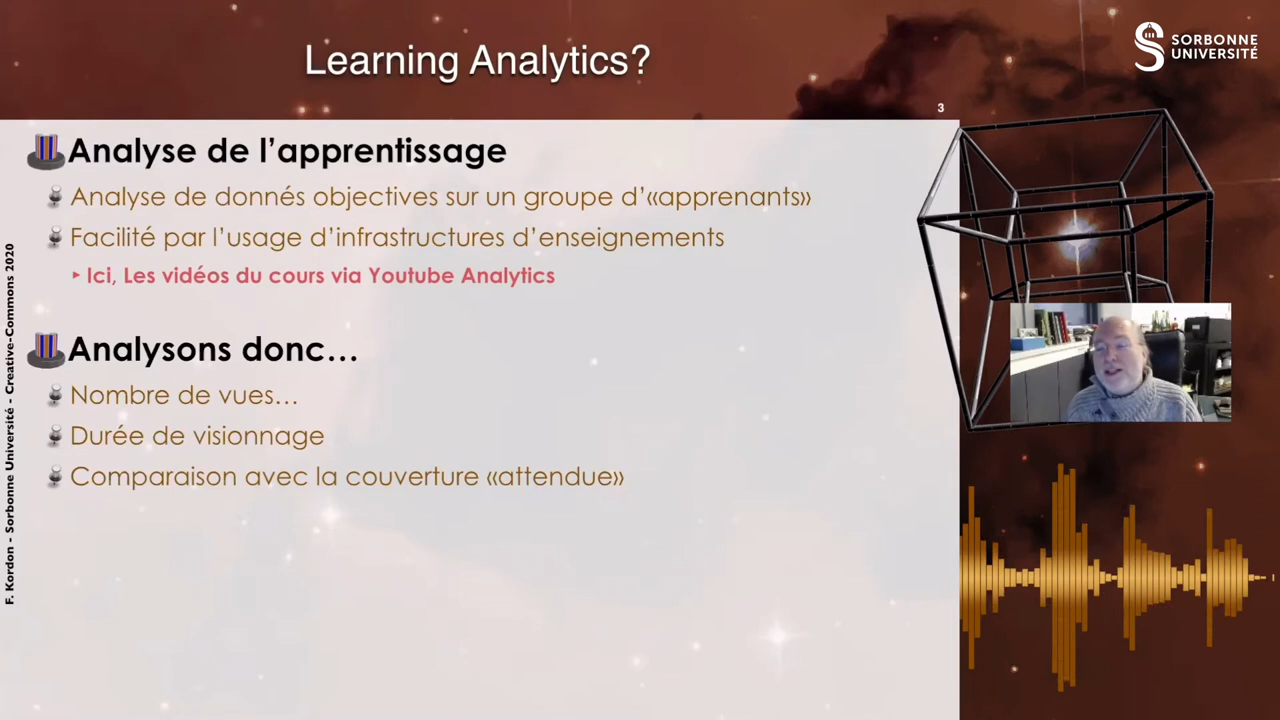 Learning Analytics?
SORBONNE
UNIVERSITÉ
3
Analyse de l’apprentissage
Analyse de donnés objectives sur un groupe d’«apprenants»
Facilité par l’usage d’infrastructures d’enseignements
Ici, Les vidéos du cours via Youtube Analytics
Analysons donc…
Nombre de vues…
Durée de visionnage
Comparaison avec la couverture «attendue»
F. Kordon - Sorbonne Université - Creative-Commons 2020